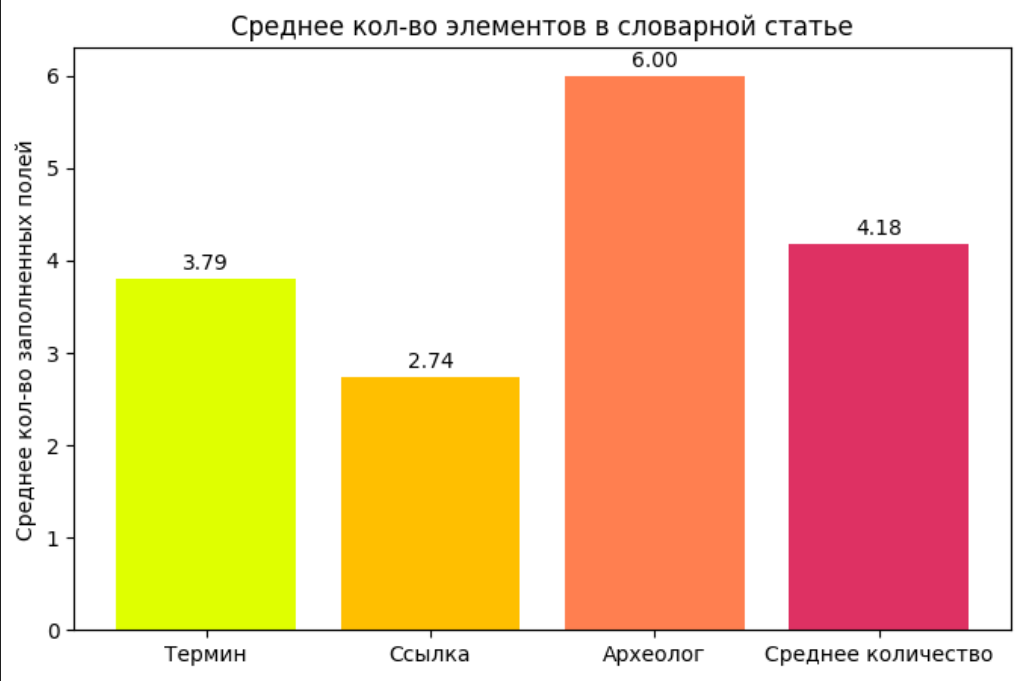 Среднее кол-во элементов в словарной статье
Среднее кол-во заполненных полей
6
5
4
3
2
1
0
3.79
2.74
6.00
4.18
Термин
Ссылка
Археолог
Среднее количество